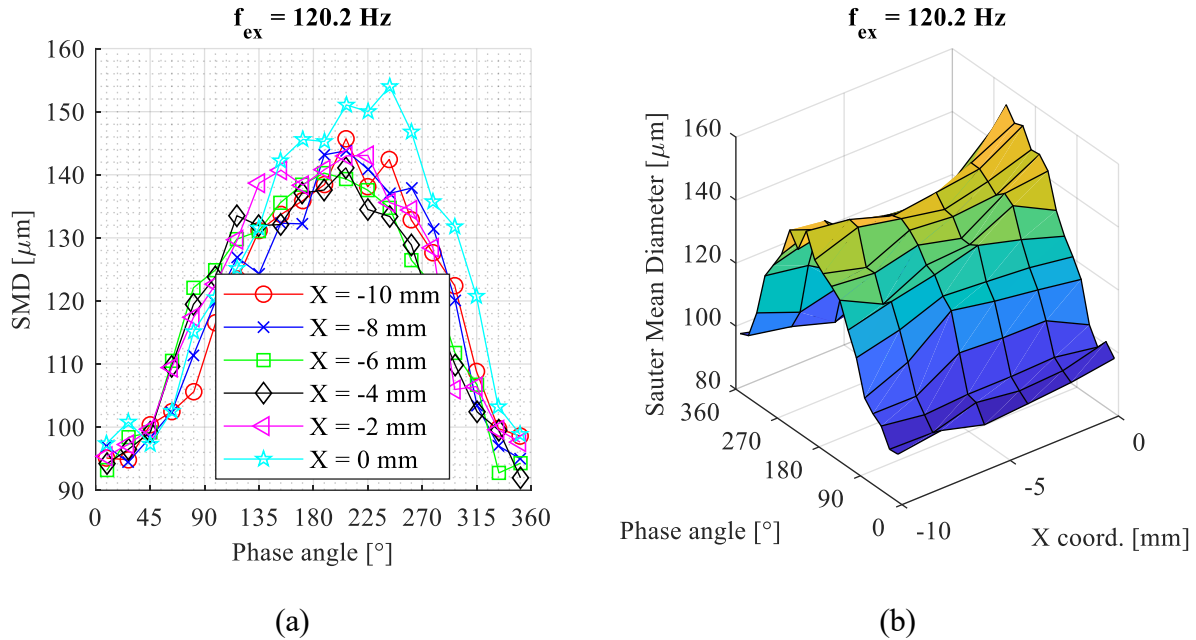 f_ex = 120.2 Hz
160
150
140
130
120
110
100
90
SMD [μm]
0 45 90 135 180 225 270 315 360
Phase angle [°]
X = -10 mm
X = -8 mm
X = -6 mm
X = -4 mm
X = -2 mm
X = 0 mm
(a)
f_ex = 120.2 Hz
160
140
120
100
80
Sauter Mean Diameter [μm]
360
270
180
90
0
Phase angle [°]
-10
-5
0
X coord. [mm]
(b)